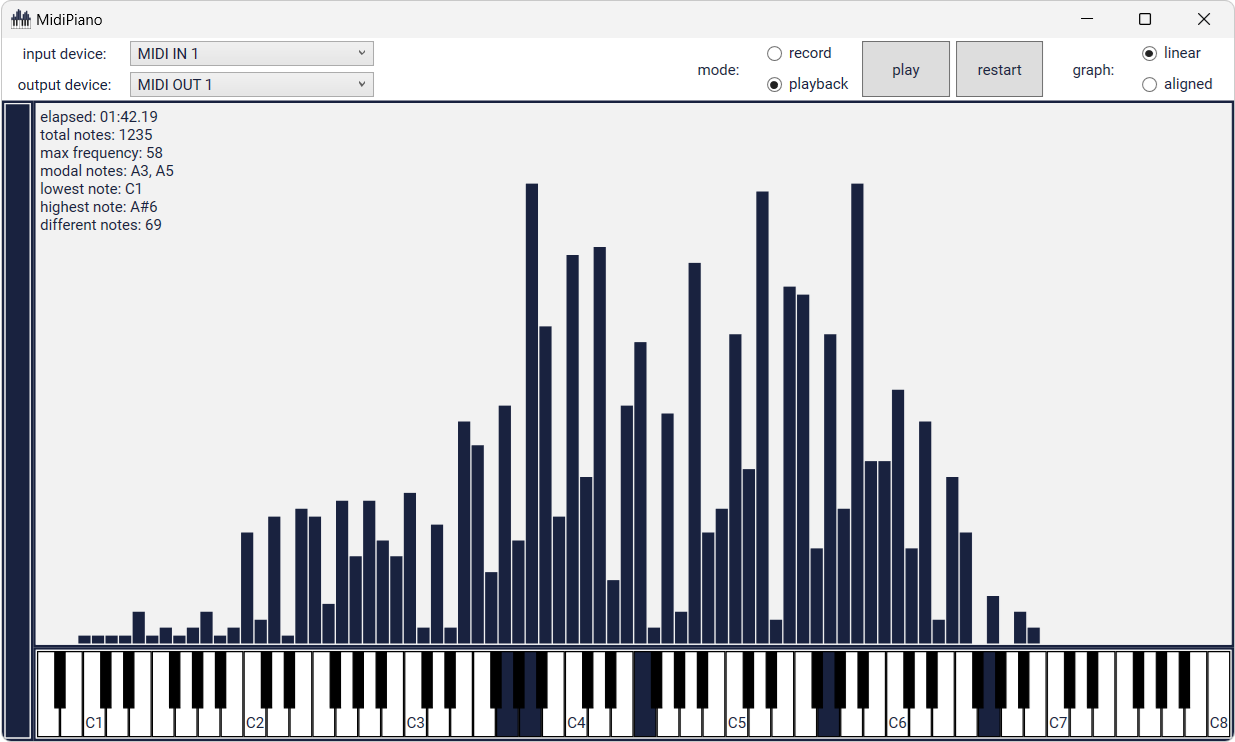 MidiPiano
input device: MIDI IN 1
output device: MIDI OUT 1
mode:
record
playback
play
restart
graph:
linear
aligned
elapsed: 01:42.19
total notes: 1235
max frequency: 58
modal notes: A3, A5
lowest note: C1
highest note: A#6
different notes: 69
C1 C2 C3 C4 C5 C6 C7 C8